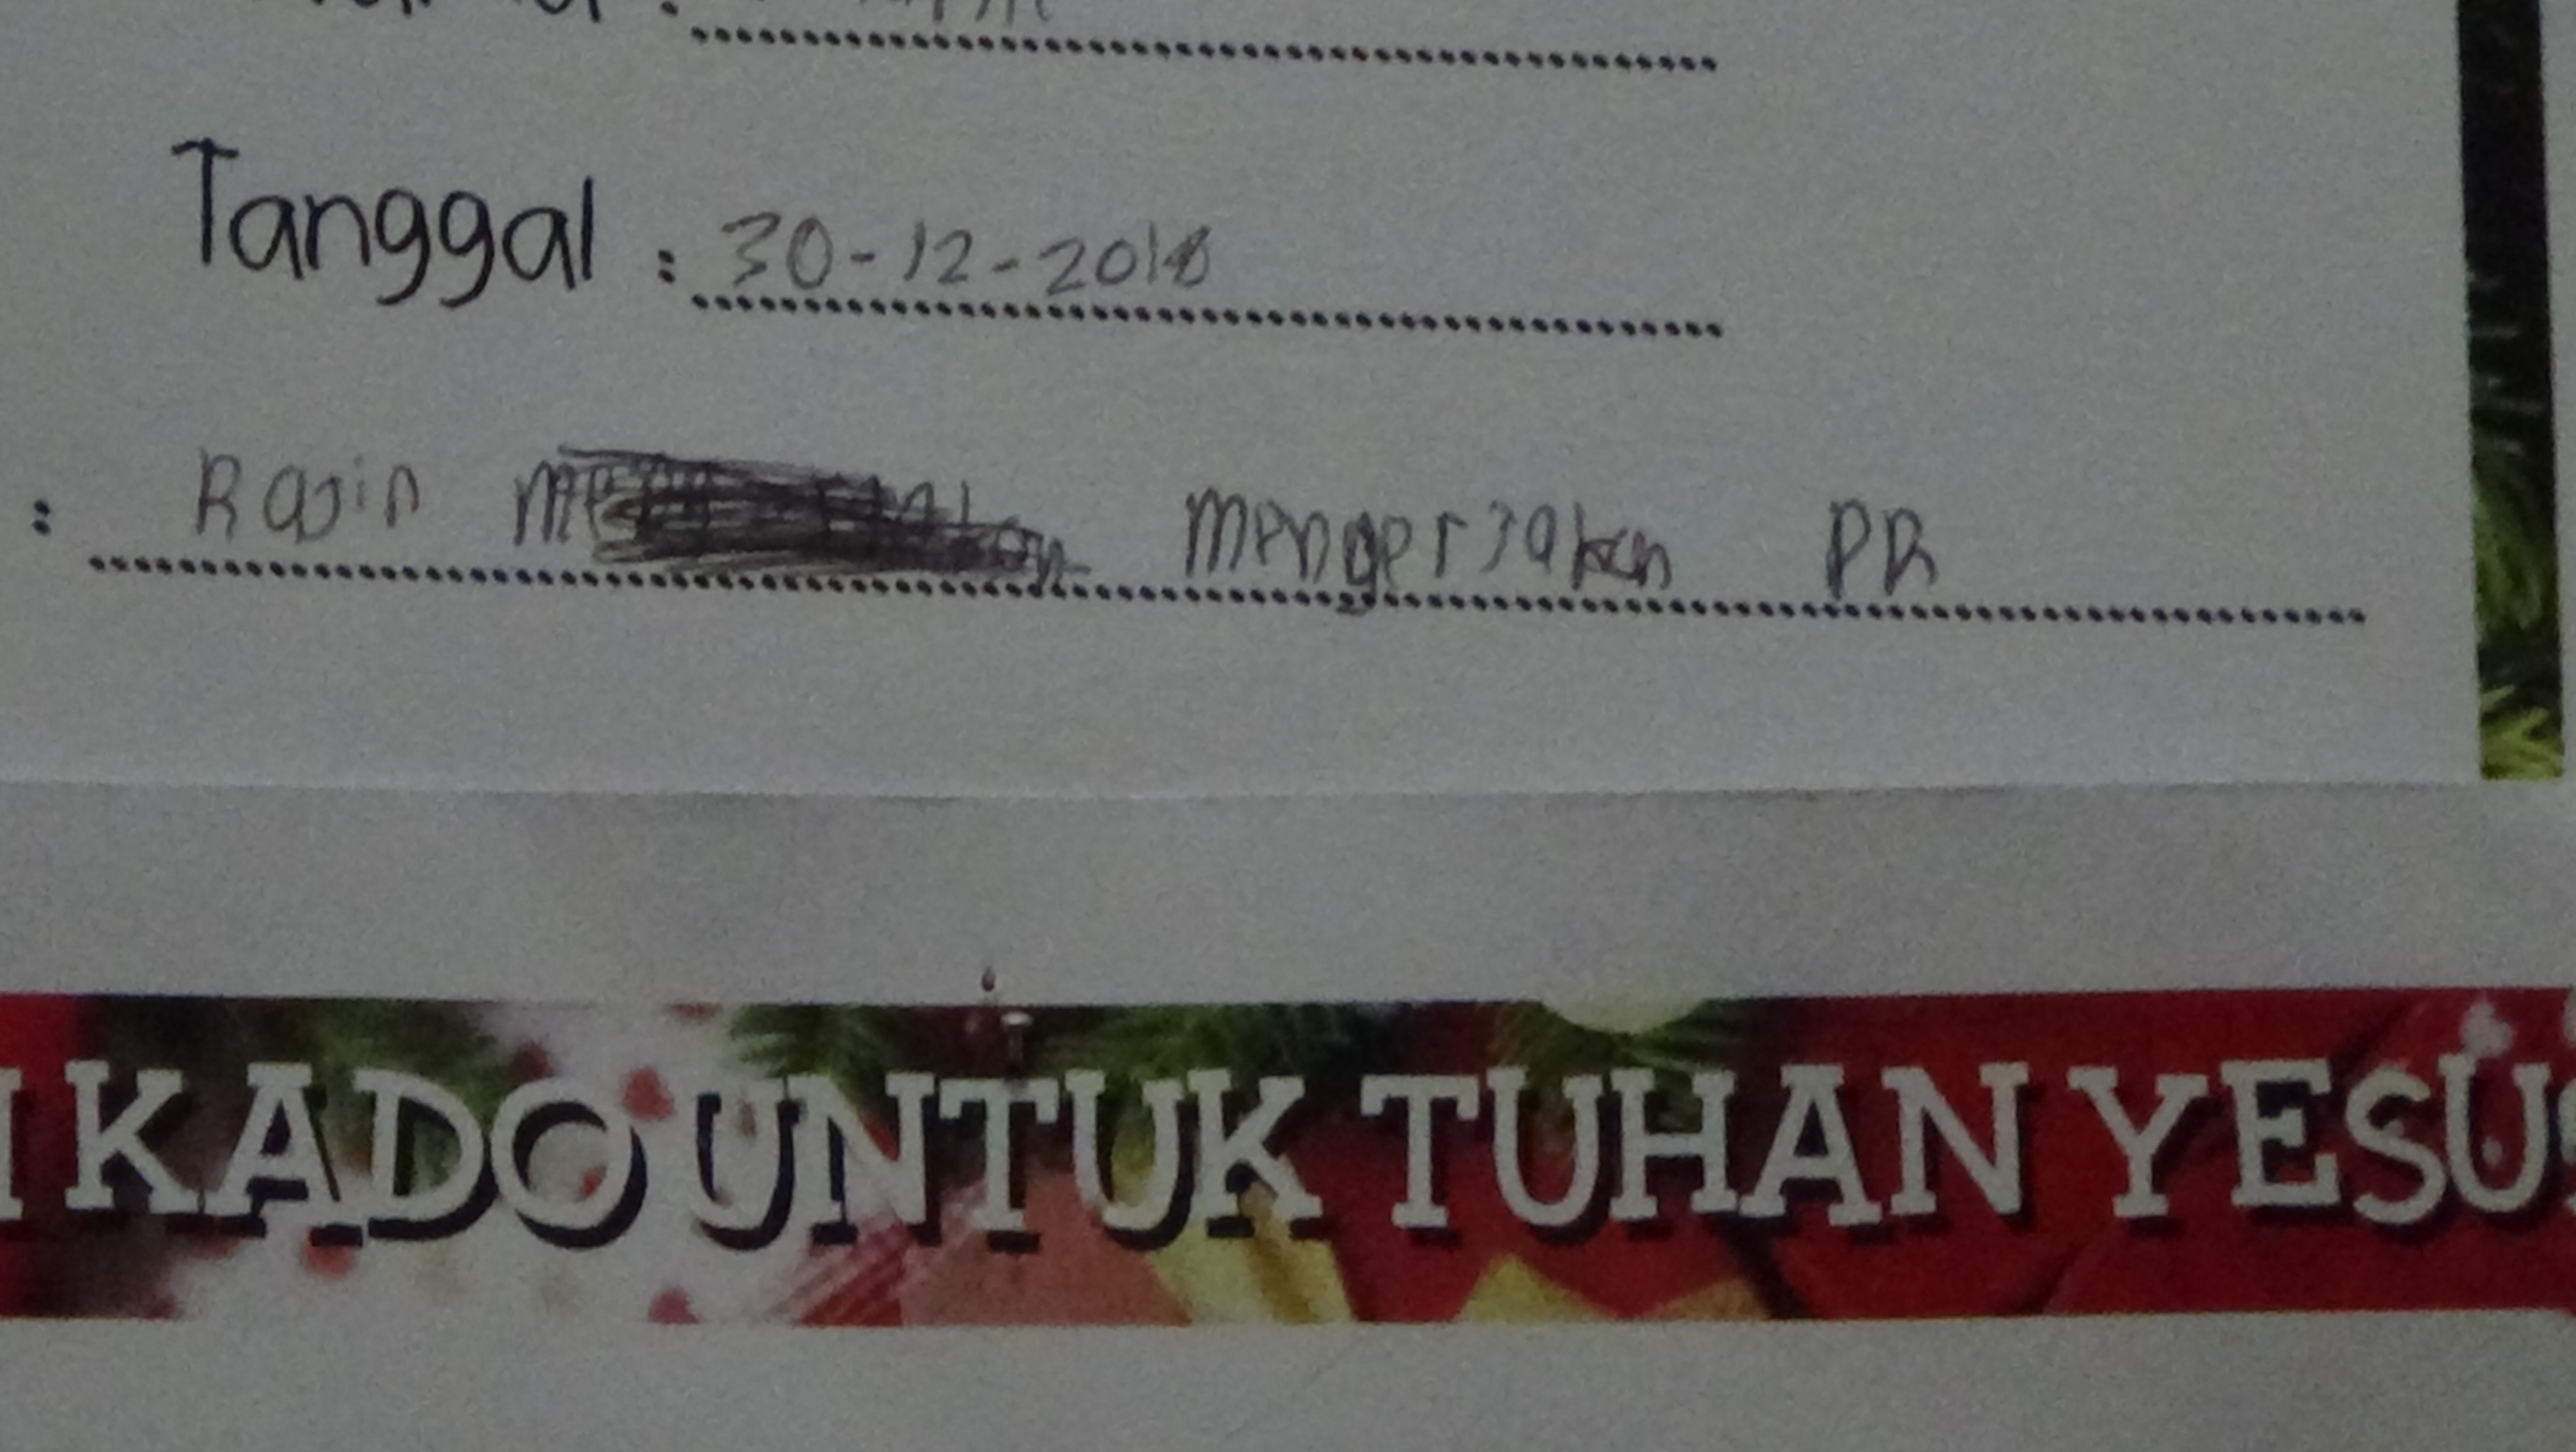 Tanggal : 30-12-2018
: Rajin mengerjakan PR
KADO UNTUK TUHAN YESUS